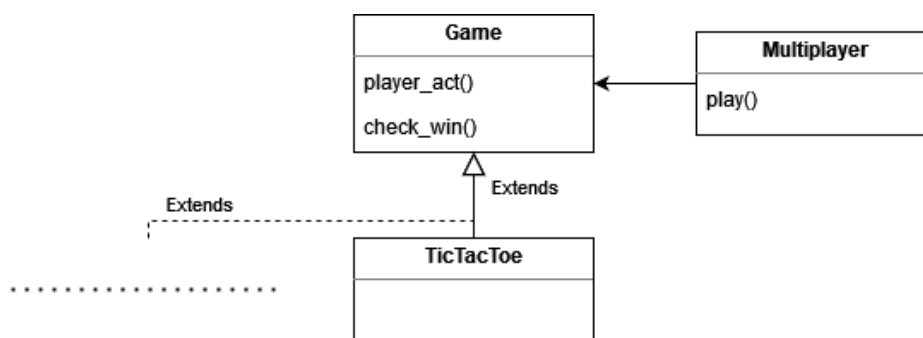 Game
player_act()
check_win()
Multiplayer
play()
Extends
Extends
TicTacToe